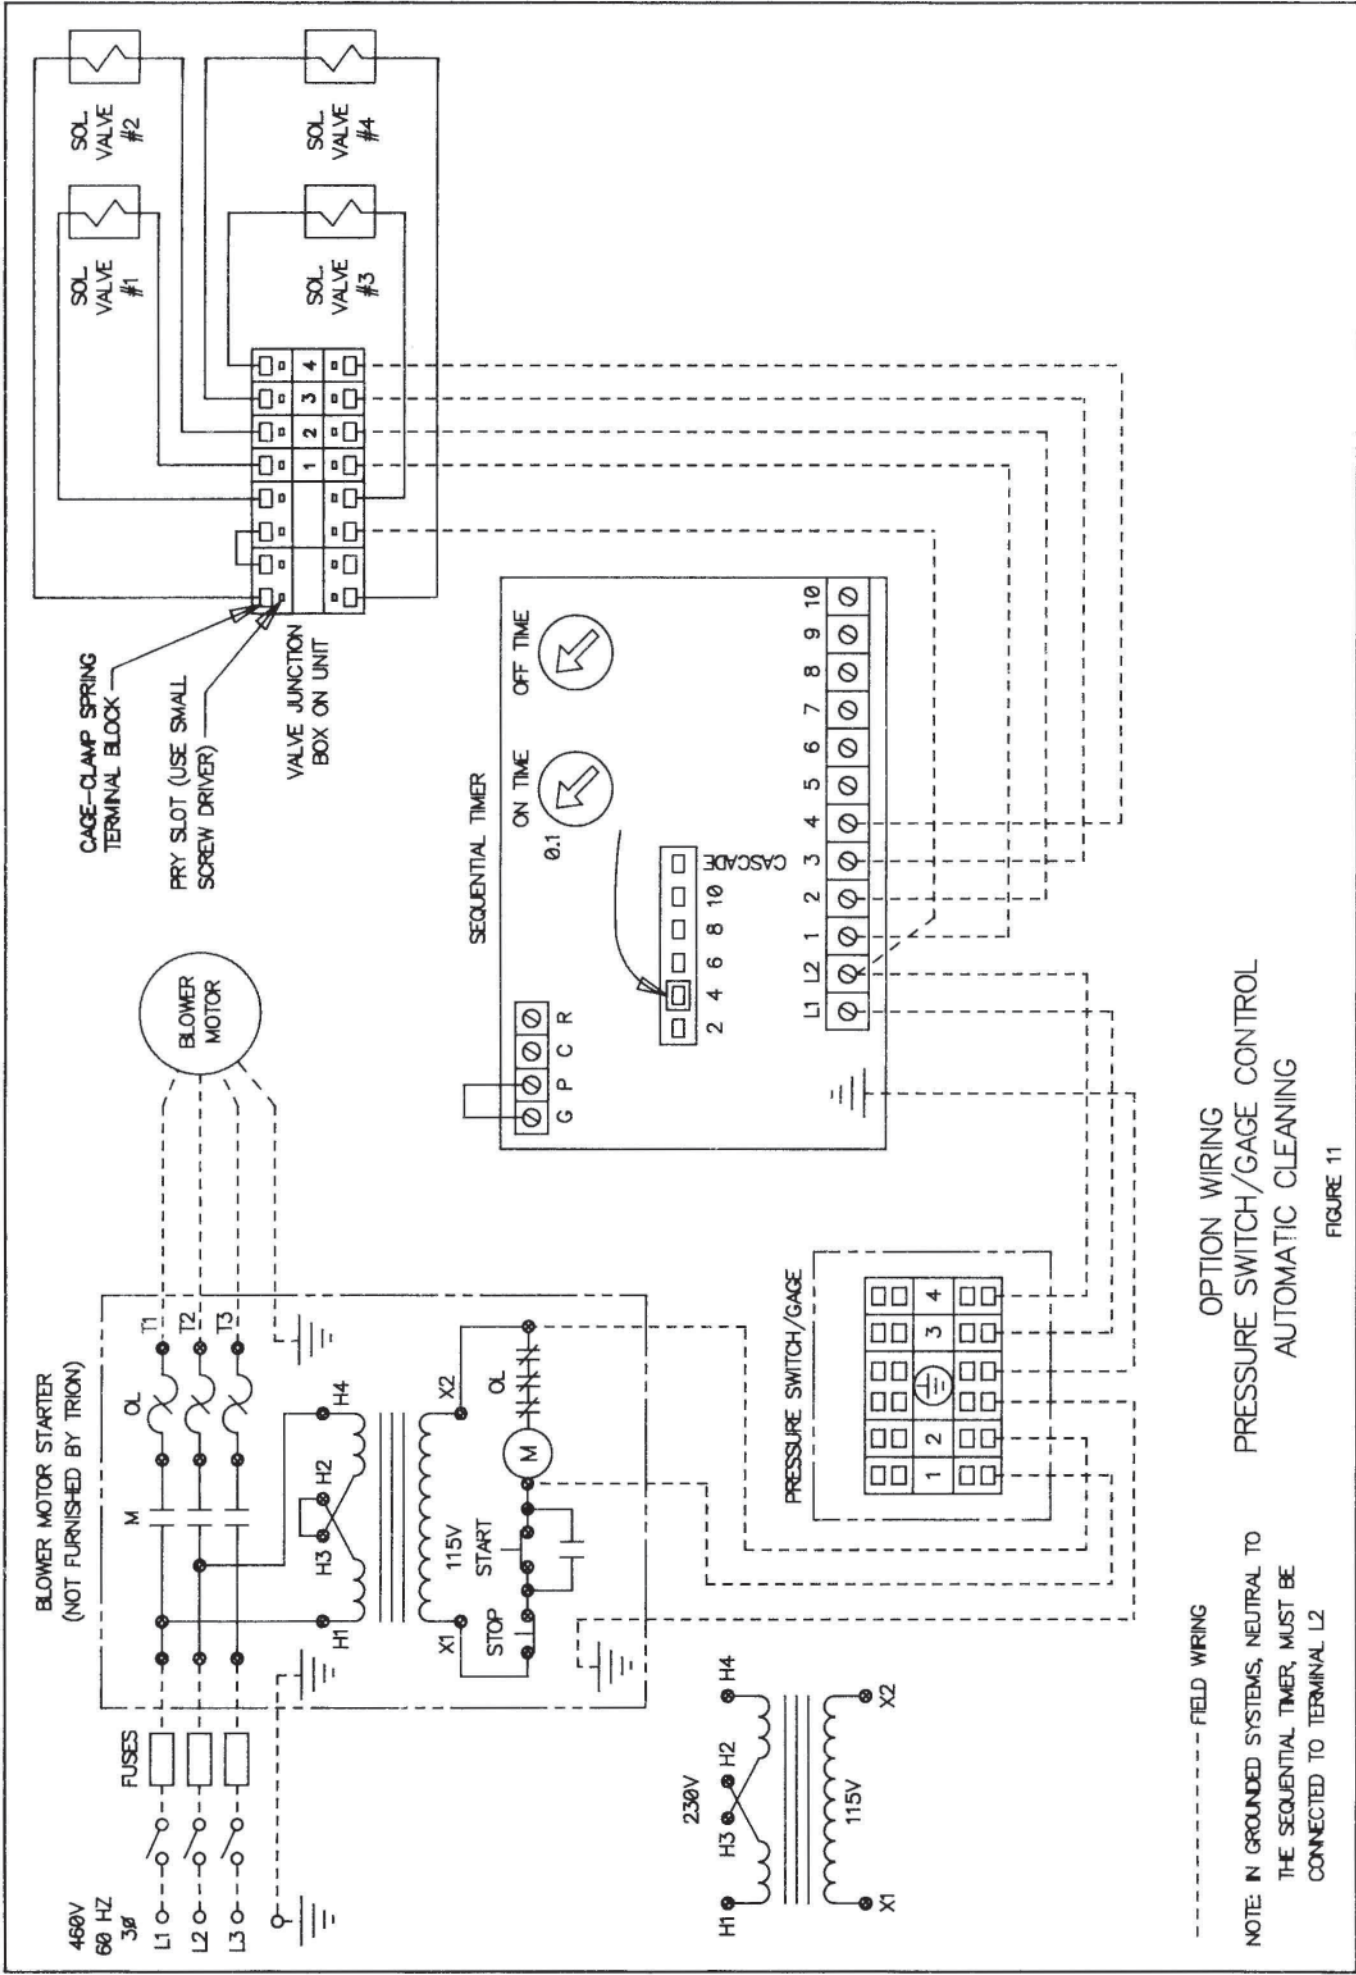 460V
60 HZ
3Ø
L1
L2
L3
FUSES
BLOWER MOTOR STARTER
(NOT FURNISHED BY TRION)
M
OL
T1
T2
T3
BLOWER
MOTOR
H1
H3
H2
H4
X1
115V
X2
STOP
START
M
OL
230V
H1
H3
H2
H4
X1
115V
X2
PRESSURE SWITCH/GAGE
1
2
3
4
SEQUENTIAL TIMER
G
P
C
R
ON TIME
OFF TIME
0.1
2
4
6
8
10
CASCADE
L1
L2
1
2
3
4
5
6
7
8
9
10
CAGE-CLAMP SPRING
TERMINAL BLOCK
PRY SLOT (USE SMALL
SCREW DRIVER)
VALVE JUNCTION
BOX ON UNIT
1
2
3
4
SOL.
VALVE
#1
SOL.
VALVE
#2
SOL.
VALVE
#3
SOL.
VALVE
#4
FIELD WIRING
NOTE: IN GROUNDED SYSTEMS, NEUTRAL TO
THE SEQUENTIAL TIMER, MUST BE
CONNECTED TO TERMINAL L2
OPTION WIRING
PRESSURE SWITCH/GAGE CONTROL
AUTOMATIC CLEANING
FIGURE 11